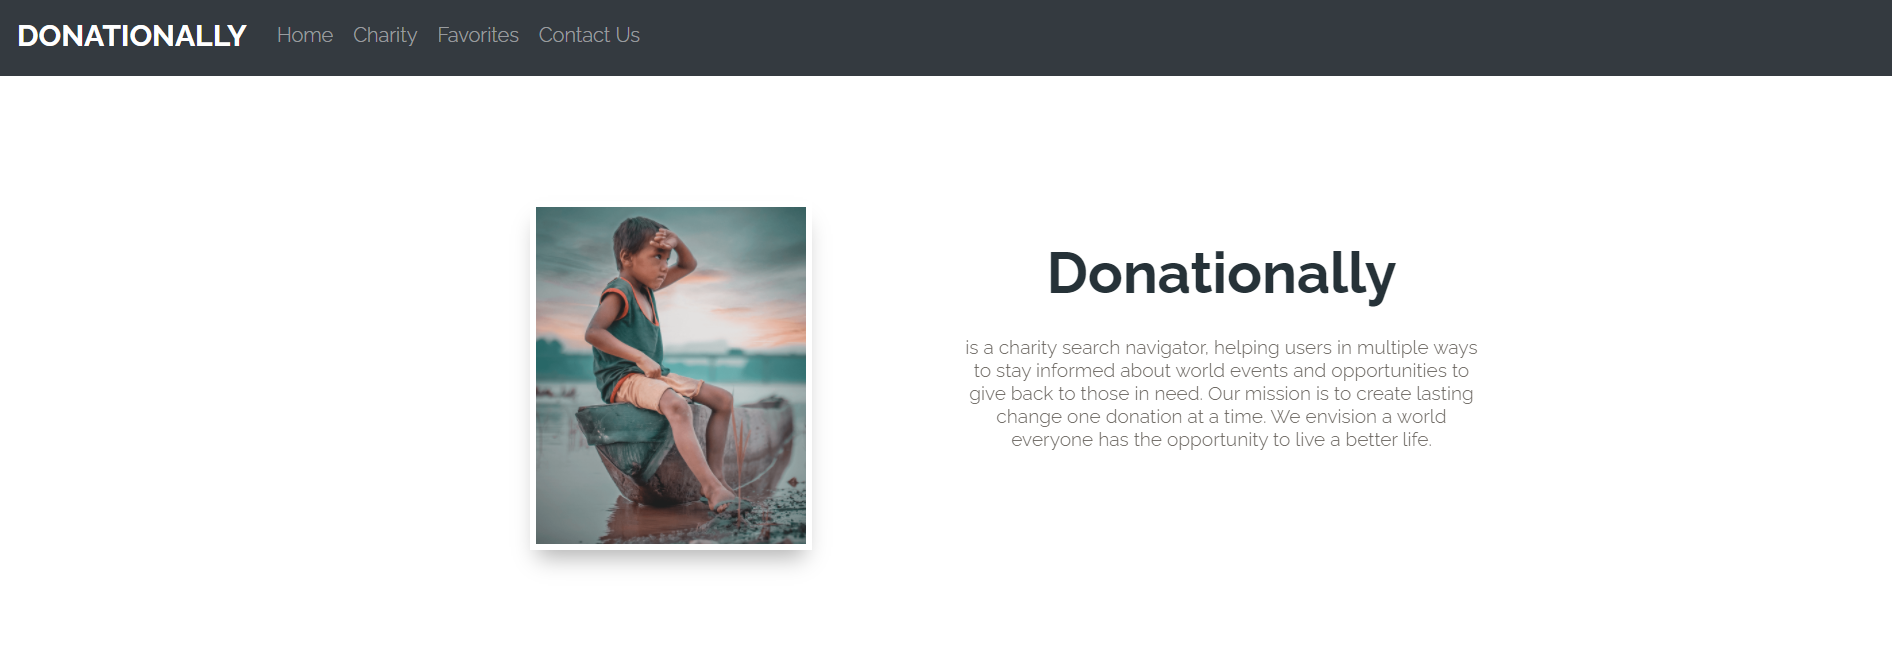 DONATIONALLY Home Charity Favorites Contact Us
Donationally
is a charity search navigator, helping users in multiple ways
to stay informed about world events and opportunities to
give back to those in need. Our mission is to create lasting
change one donation at a time. We envision a world
everyone has the opportunity to live a better life.